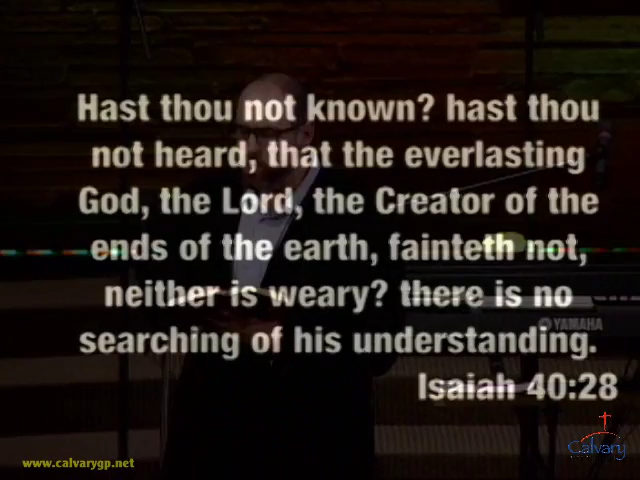 Hast thou not known? hast thou
not heard, that the everlasting
God, the Lord, the Creator of the
ends of the earth, fainteth not,
neither is weary? there is no
searching of his understanding.
Isaiah 40:28
YAMAHA
Calvary
www.calvarygp.net